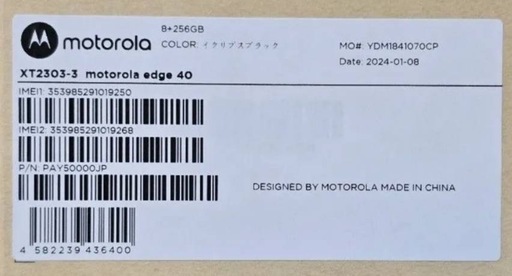 motorola
8+256GB
COLOR: イクリプスブラック
MO#: YDM1841070CP
Date: 2024-01-08
XT2303-3 motorola edge 40
IMEI1: 353985291019250
IMEI2: 353985291019268
P/N: PAY50000JP
DESIGNED BY MOTOROLA MADE IN CHINA
4 582239 436400